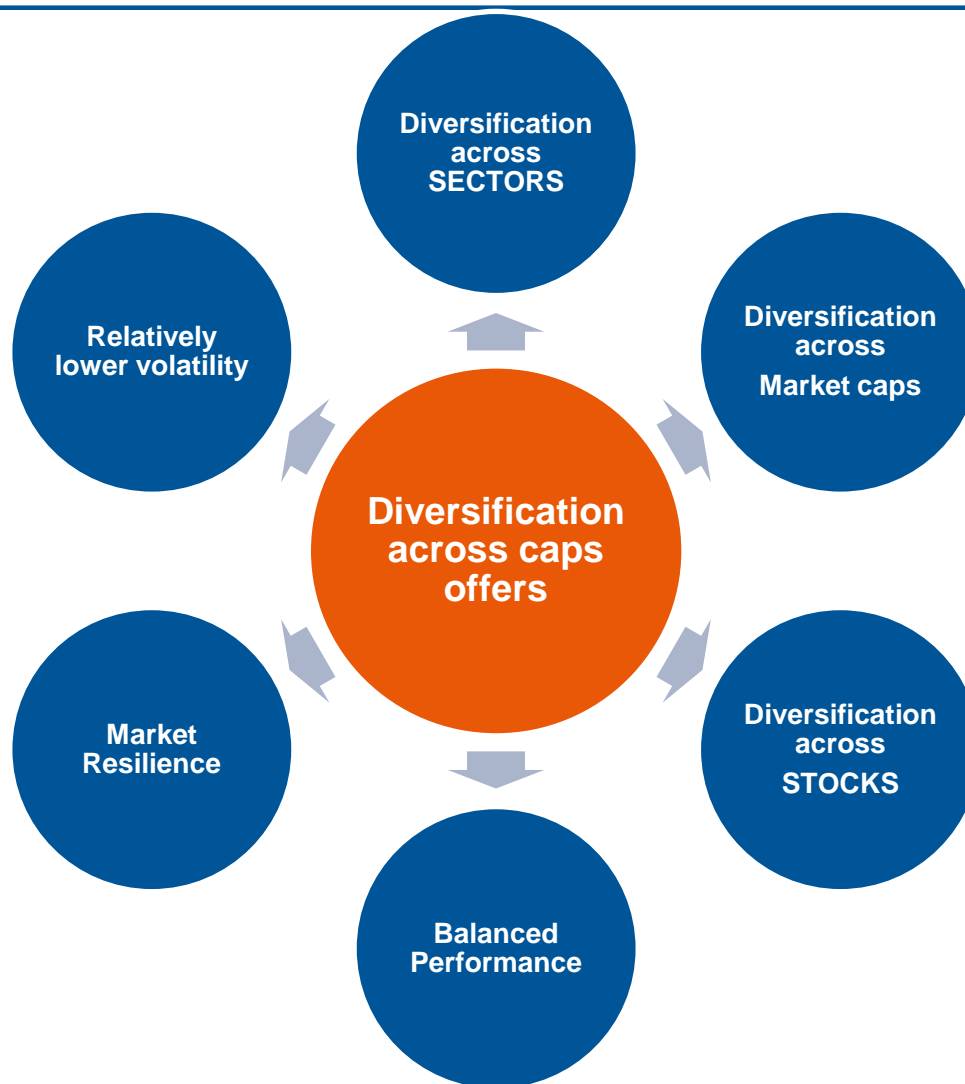 Diversification
across
SECTORS
Relatively
lower volatility
Diversification
across
Market caps
Diversification
across caps
offers
Market
Resilience
Diversification
across
STOCKS
Balanced
Performance